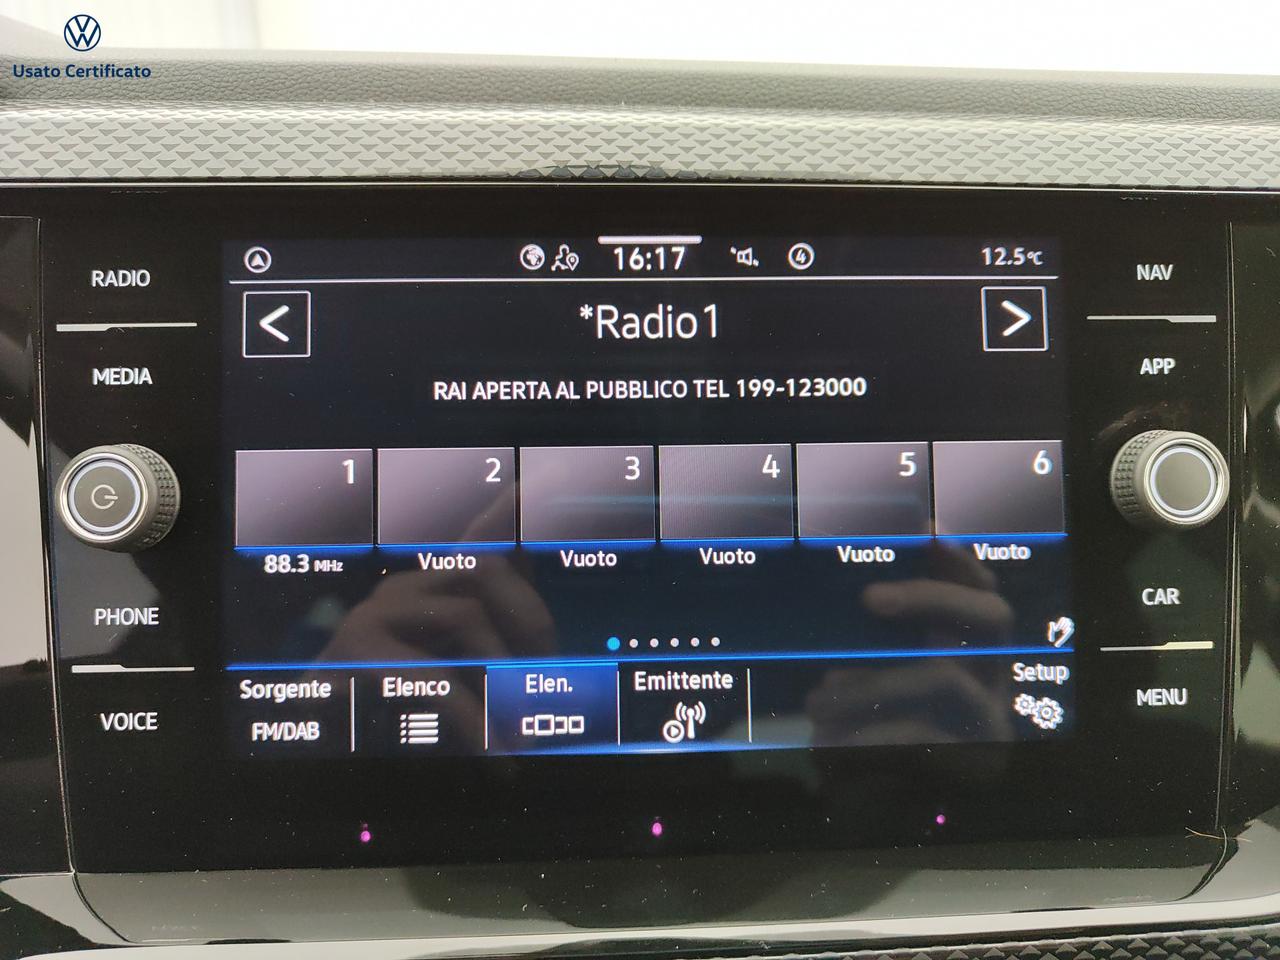 Usato Certificato
RADIO
MEDIA
PHONE
VOICE
16:17
4
12.5°C
*Radio1
RAI APERTA AL PUBBLICO TEL 199-123000
1 2 3 4 5 6
88.3 MHz Vuoto Vuoto Vuoto Vuoto Vuoto
Sorgente Elenco Elen. Emittente Setup
FM/DAB
NAV
APP
CAR
MENU